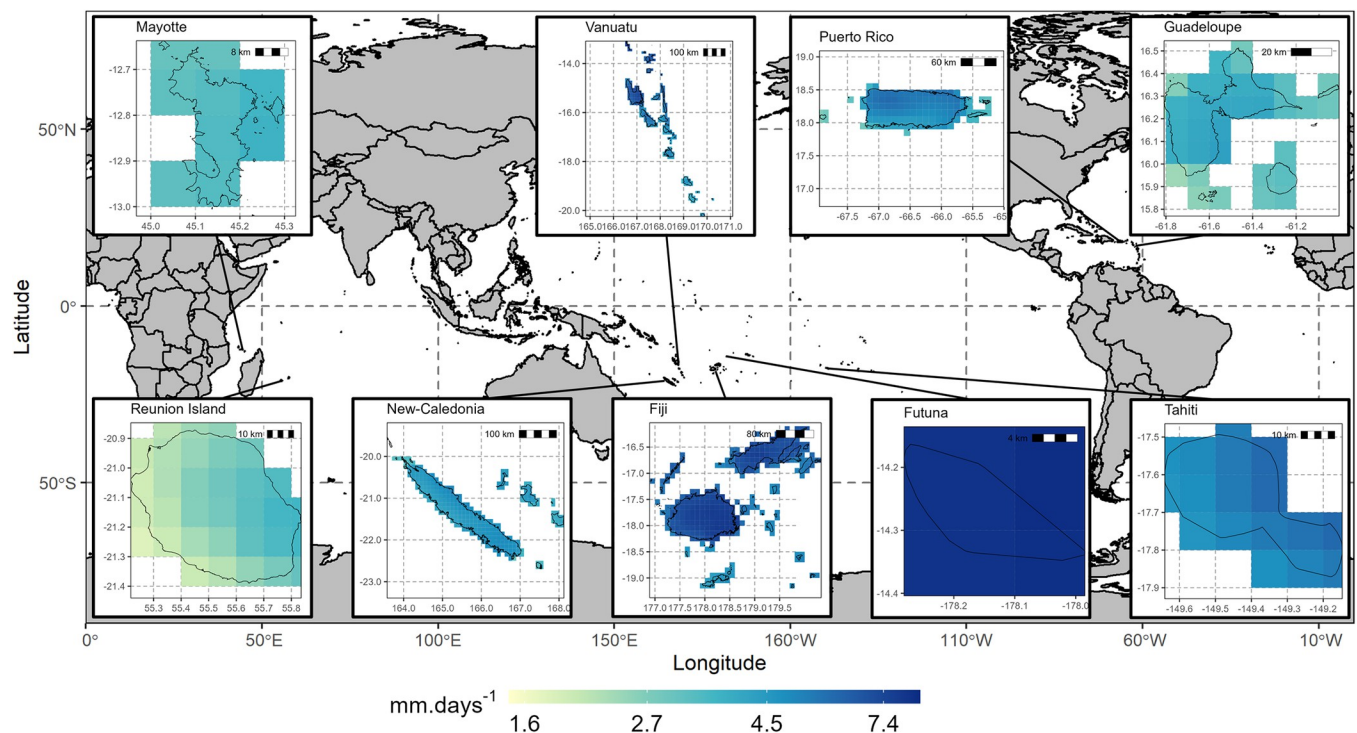 Mayotte
8 km
-12.7
-12.8
-12.9
-13.0
45.0 45.1 45.2 45.3
Vanuatu
100 km
-14.0
-16.0
-18.0
-20.0
165.0166.0167.0168.0169.0170.0171.0
Puerto Rico
60 km
18.5
18.0
17.5
17.0
-67.5 -67.0 -66.5 -66.0 -65.5 -65
Guadeloupe
20 km
16.5
16.4
16.3
16.2
16.1
16.0
15.9
15.8
-61.8 -61.6 -61.4 -61.2
Latitude
50°N
0°
50°S
Reunion Island
10 km
-20.9
-21.0
-21.1
-21.2
-21.3
-21.4
55.3 55.4 55.5 55.6 55.7 55.8
New-Caledonia
100 km
-20.0
-21.0
-22.0
-23.0
164.0 165.0 166.0 167.0 168.0
Fiji
80 km
-16.5
-17.0
-17.5
-18.0
-18.5
-19.0
177.0 177.5 178.0 178.5 179.0 179.5
Futuna
4 km
-14.2
-14.3
-14.4
-178.2 -178.1 -178.0
Tahiti
10 km
-17.5
-17.6
-17.7
-17.8
-17.9
-149.6 -149.5 -149.4 -149.3 -149.2
0° 50°E 100°E 150°E 160°W 110°W 60°W 10°W
Longitude
mm.days-1
1.6 2.7 4.5 7.4